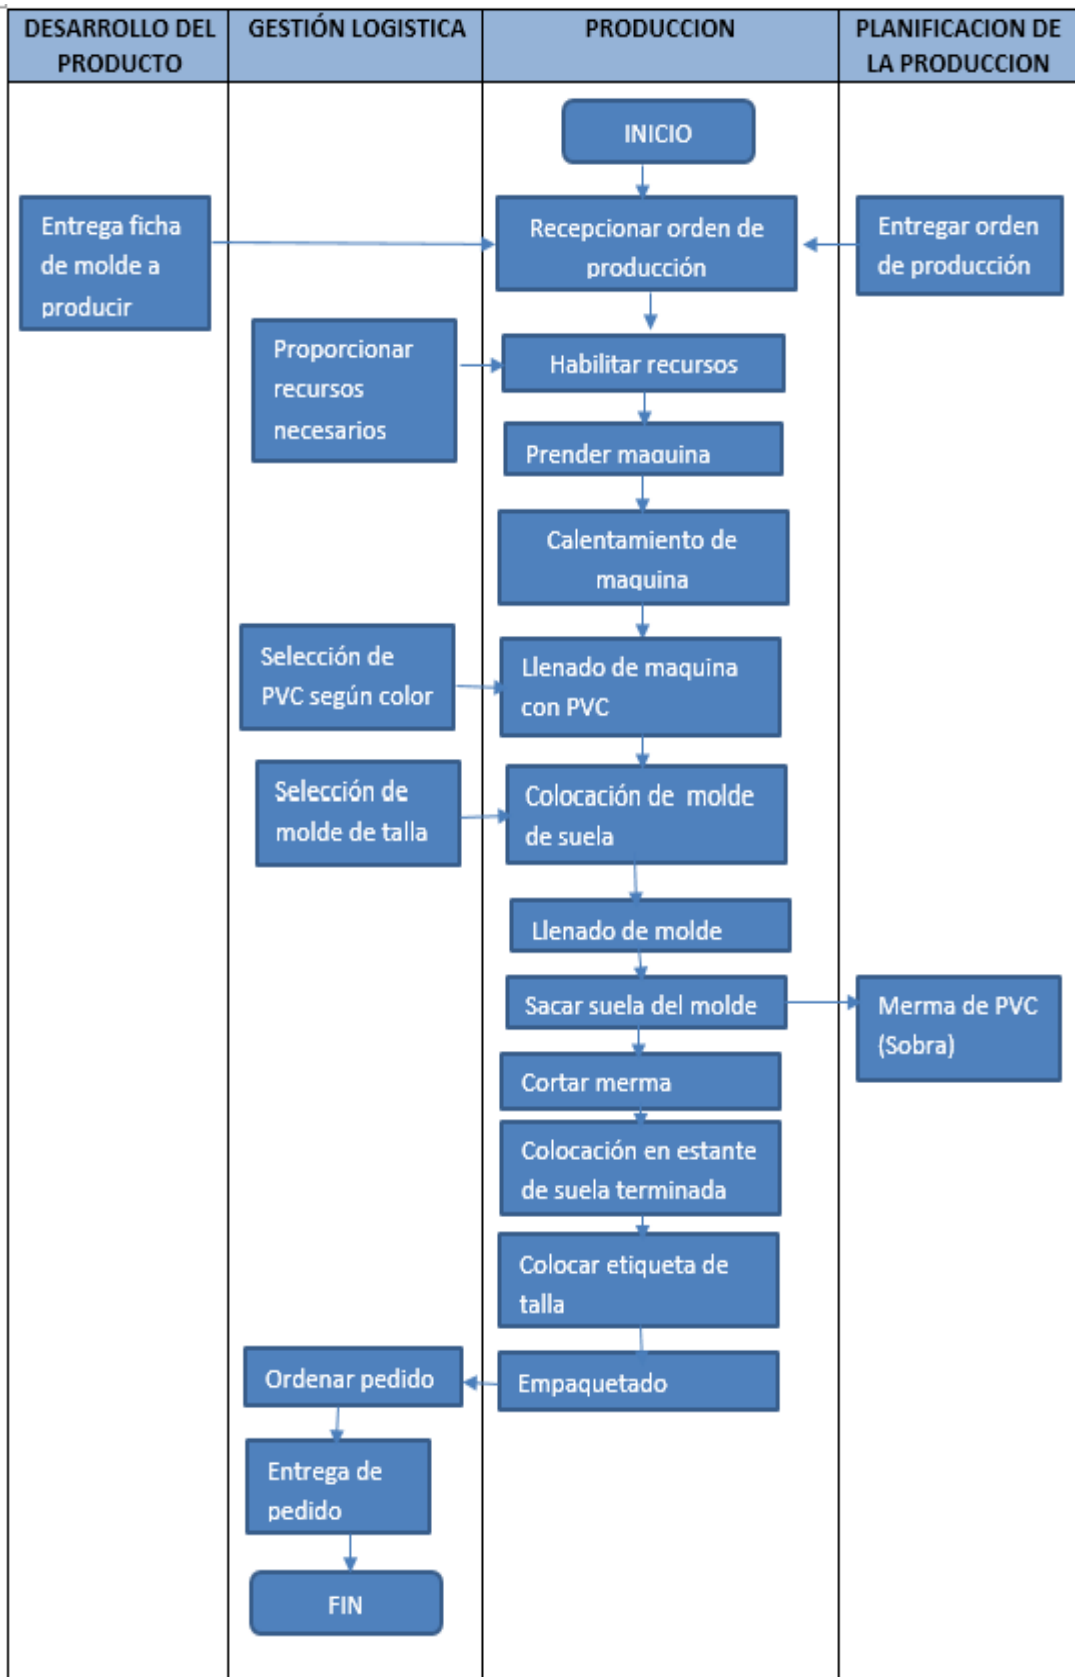 DESARROLLO DEL
PRODUCTO
GESTIÓN LOGISTICA
PRODUCCION
PLANIFICACION DE
LA PRODUCCION
INICIO
Entrega ficha
de molde a
producir
Recepcionar orden de
producción
Entregar orden
de producción
Proporcionar
recursos
necesarios
Habilitar recursos
Prender maquina
Calentamiento de
maquina
Selección de
PVC según color
Llenado de maquina
con PVC
Selección de
molde de talla
Colocación de molde
de suela
Llenado de molde
Sacar suela del molde
Merma de PVC
(Sobra)
Cortar merma
Colocación en estante
de suela terminada
Colocar etiqueta de
talla
Ordenar pedido
Empaquetado
Entrega de
pedido
FIN